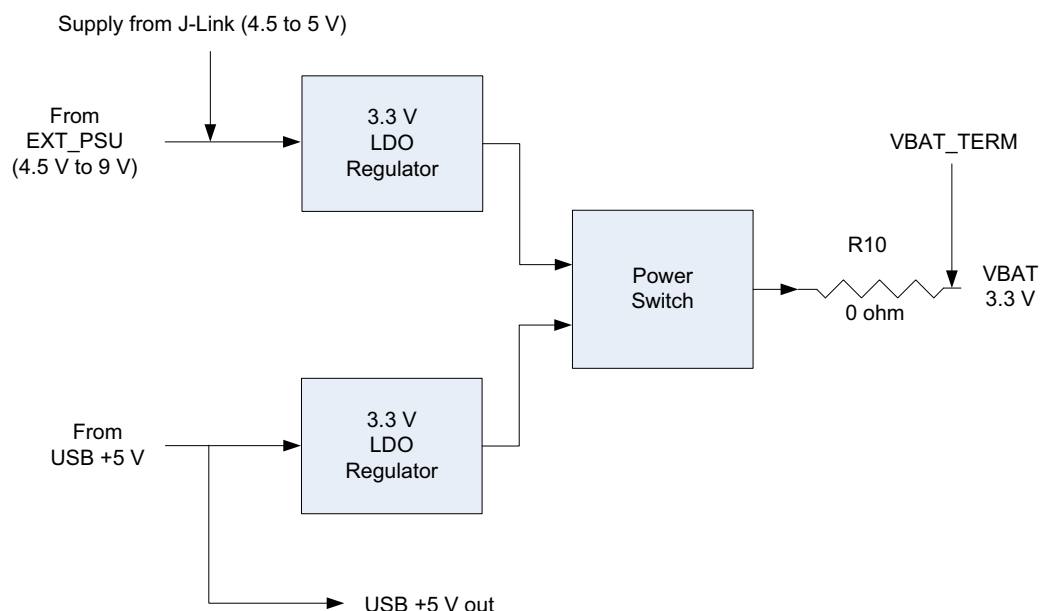 Supply from J-Link (4.5 to 5 V)
From
EXT_PSU
(4.5 V to 9 V)
3.3 V
LDO
Regulator
VBAT_TERM
Power
Switch
R10
0 ohm
VBAT
3.3 V
From
USB +5 V
3.3 V
LDO
Regulator
USB +5 V out